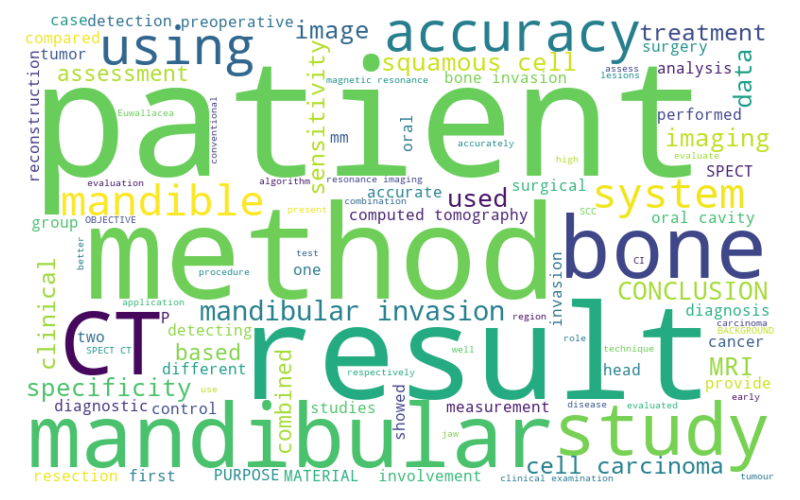 case
detection
preoperative
image
accuracy
treatment
compared
using
squamous cell
surgery
tumor
assessment
magnetic resonance
bone invasion
assess
lesions
analysis
data
reconstruction
Euwallacea
conventional
patient
sensitivity
mm
oral
accurately
high
performed
imaging
evaluate
evaluation
algorithm
resonance imaging
SPECT
mandible
accurate
surgical
system
present
combination
used
group
OBJECTIVE
computed tomography
SCC
oral cavity
better
method
test
one
procedure
bone
CI
clinical
application
mandibular invasion
invasion
CONCLUSION
CT
P
region
diagnosis
two
detecting
result
role
carcinoma
BACKGROUND
SPECT CT
based
well
technique
cancer
different
respectively
head
MRI
specificity
use
combined
disease
evaluated
provide
early
diagnostic
control
studies
showed
measurement
mandibular
jaw
study
cell carcinoma
resection
first
PURPOSE
MATERIAL
involvement
clinical examination
tumour